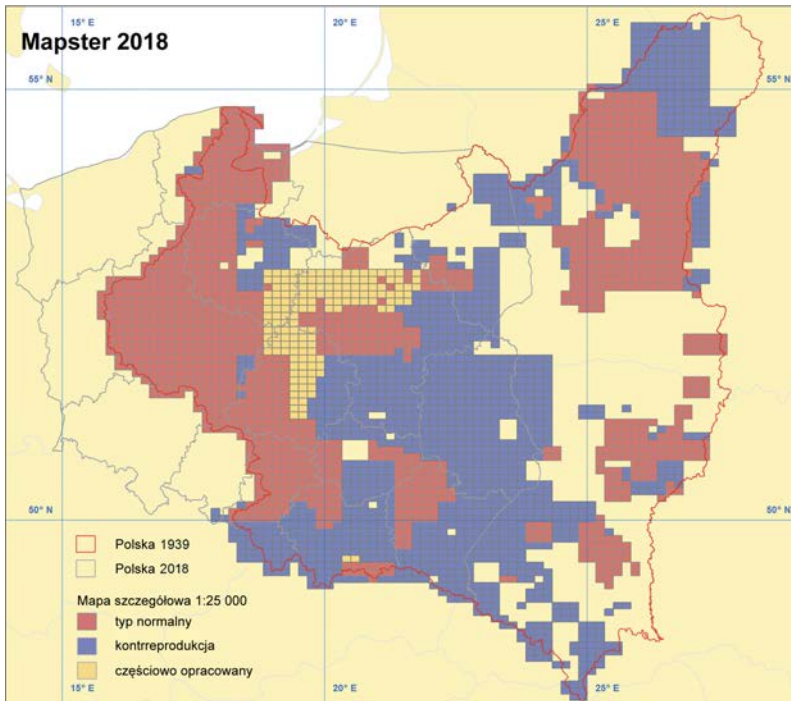 15° E
20° E
25° E
Mapster 2018
55° N
55° N
50° N
50° N
Polska 1939
Polska 2018
Mapa szczegółowa 1:25 000
typ normalny
kontrreprodukcja
częściowo opracowany
15° E
20° E
25° E